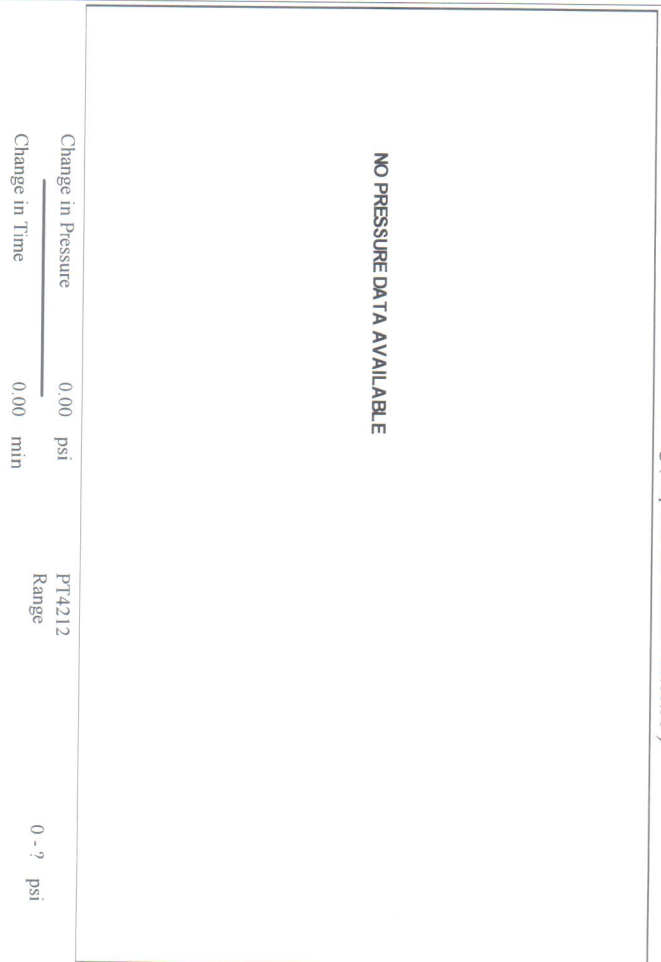 NO PRESSURE DATA AVAILABLE
Change in Pressure 0.00 psi PT4212
Change in Time 0.00 min Range 0 - ? psi